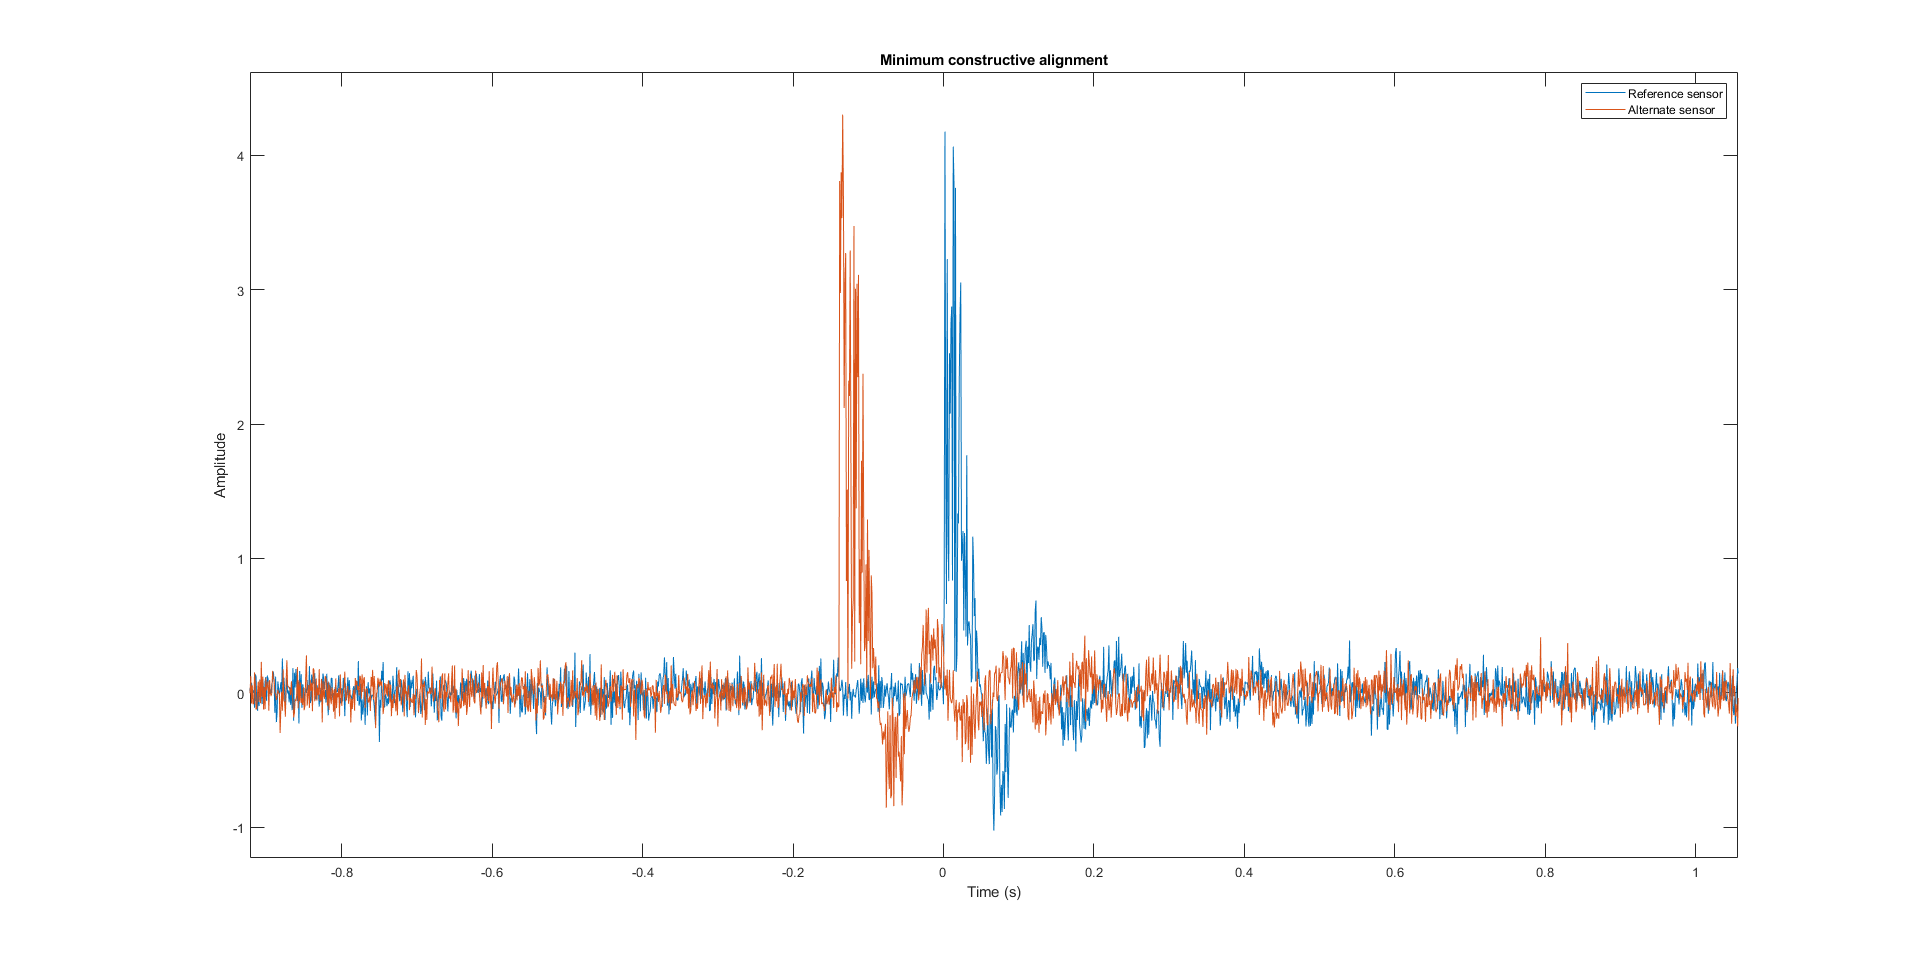 Minimum constructive alignment
Reference sensor
Alternate sensor
4
3
2
1
0
-1
Amplitude
-0.8 -0.6 -0.4 -0.2 0 0.2 0.4 0.6 0.8 1
Time (s)